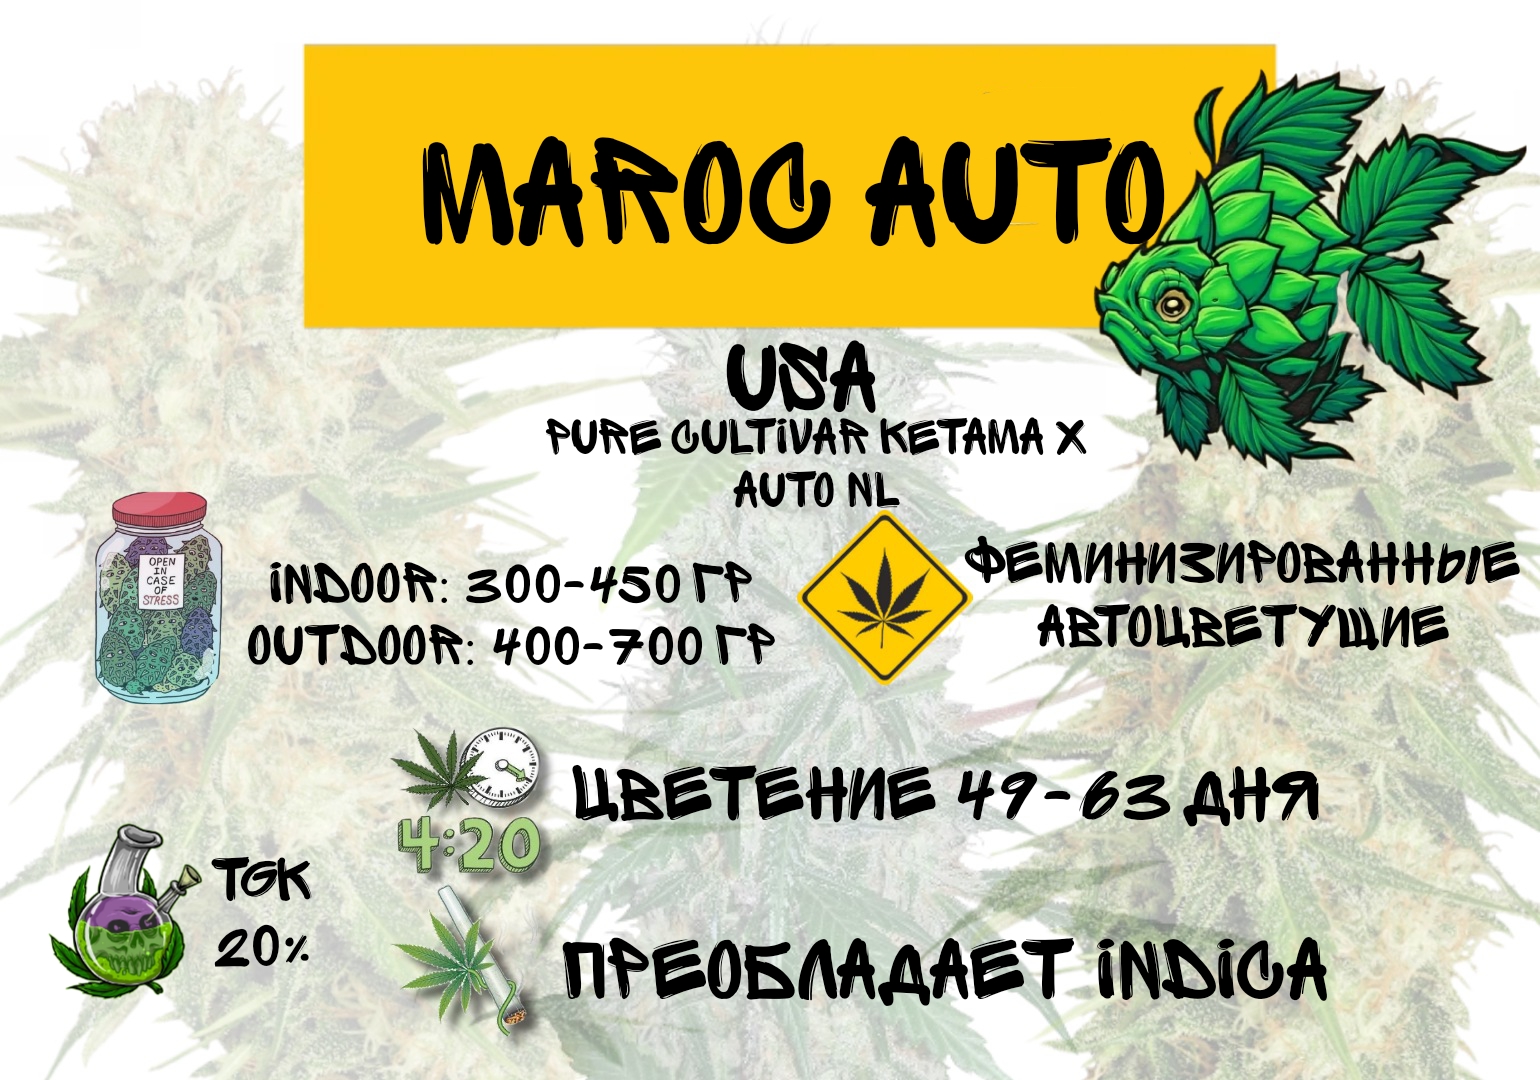 MAROC AUTO
USA
PURE CULTIVAR KETAMA X
AUTO NL
OPEN
IN
CASE
OF
STRESS
INDOOR: 300-450 ГР
OUTDOOR: 400-700 ГР
ФЕМИНИЗИРОВАННЫЕ
АВТОЦВЕТУЩИЕ
4:20
ЦВЕТЕНИЕ 49-63 ДНЯ
TGK
20%
ПРЕОБЛАДАЕТ INDICA